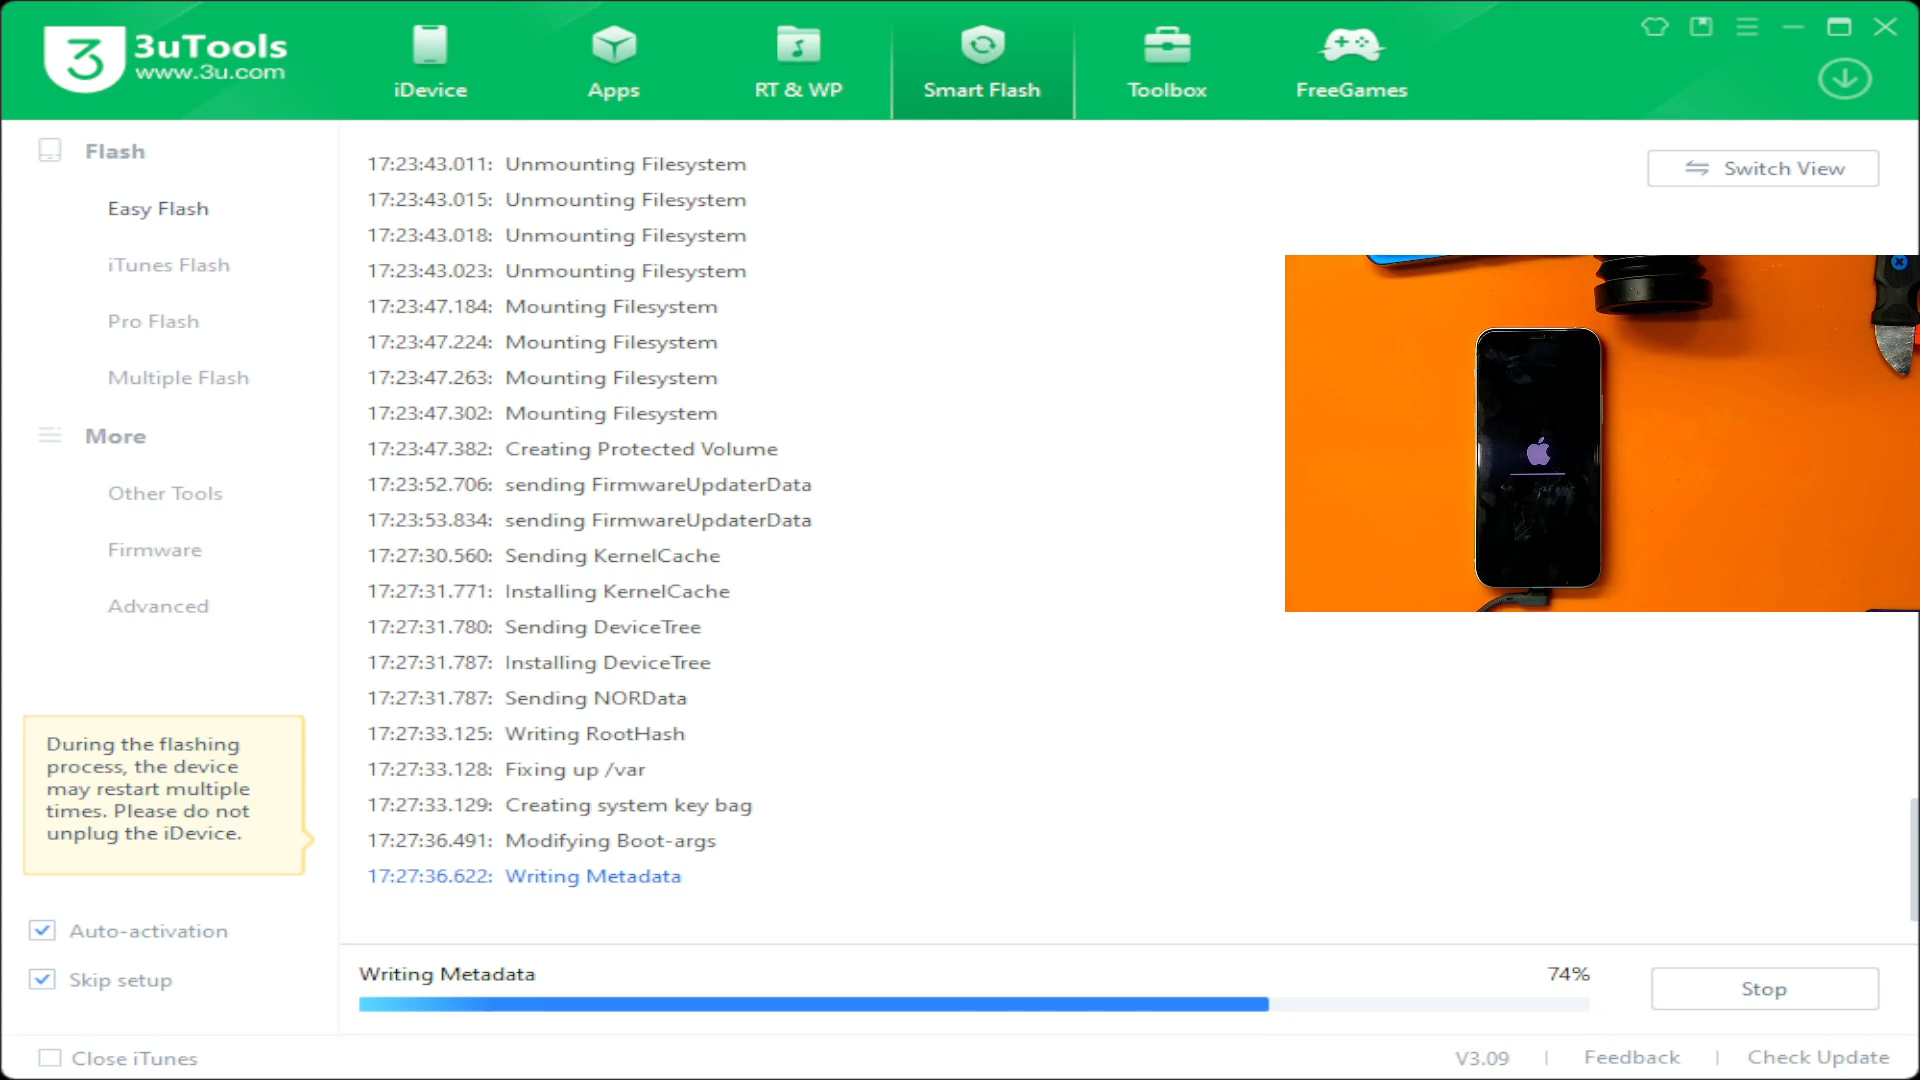 3 3uTools
www.3u.com
iDevice
Apps
RT & WP
Smart Flash
Toolbox
FreeGames
Flash
Easy Flash
iTunes Flash
Pro Flash
Multiple Flash
More
Other Tools
Firmware
Advanced
During the flashing
process, the device
may restart multiple
times. Please do not
unplug the iDevice.
Auto-activation
Skip setup
Close iTunes
Switch View
17:23:43.011: Unmounting Filesystem
17:23:43.015: Unmounting Filesystem
17:23:43.018: Unmounting Filesystem
17:23:43.023: Unmounting Filesystem
17:23:47.184: Mounting Filesystem
17:23:47.224: Mounting Filesystem
17:23:47.263: Mounting Filesystem
17:23:47.302: Mounting Filesystem
17:23:47.382: Creating Protected Volume
17:23:52.706: sending FirmwareUpdaterData
17:23:53.834: sending FirmwareUpdaterData
17:27:30.560: Sending KernelCache
17:27:31.771: Installing KernelCache
17:27:31.780: Sending DeviceTree
17:27:31.787: Installing DeviceTree
17:27:31.787: Sending NORData
17:27:33.125: Writing RootHash
17:27:33.128: Fixing up /var
17:27:33.129: Creating system key bag
17:27:36.491: Modifying Boot-args
17:27:36.622: Writing Metadata
Writing Metadata
74%
Stop
V3.09 | Feedback | Check Update